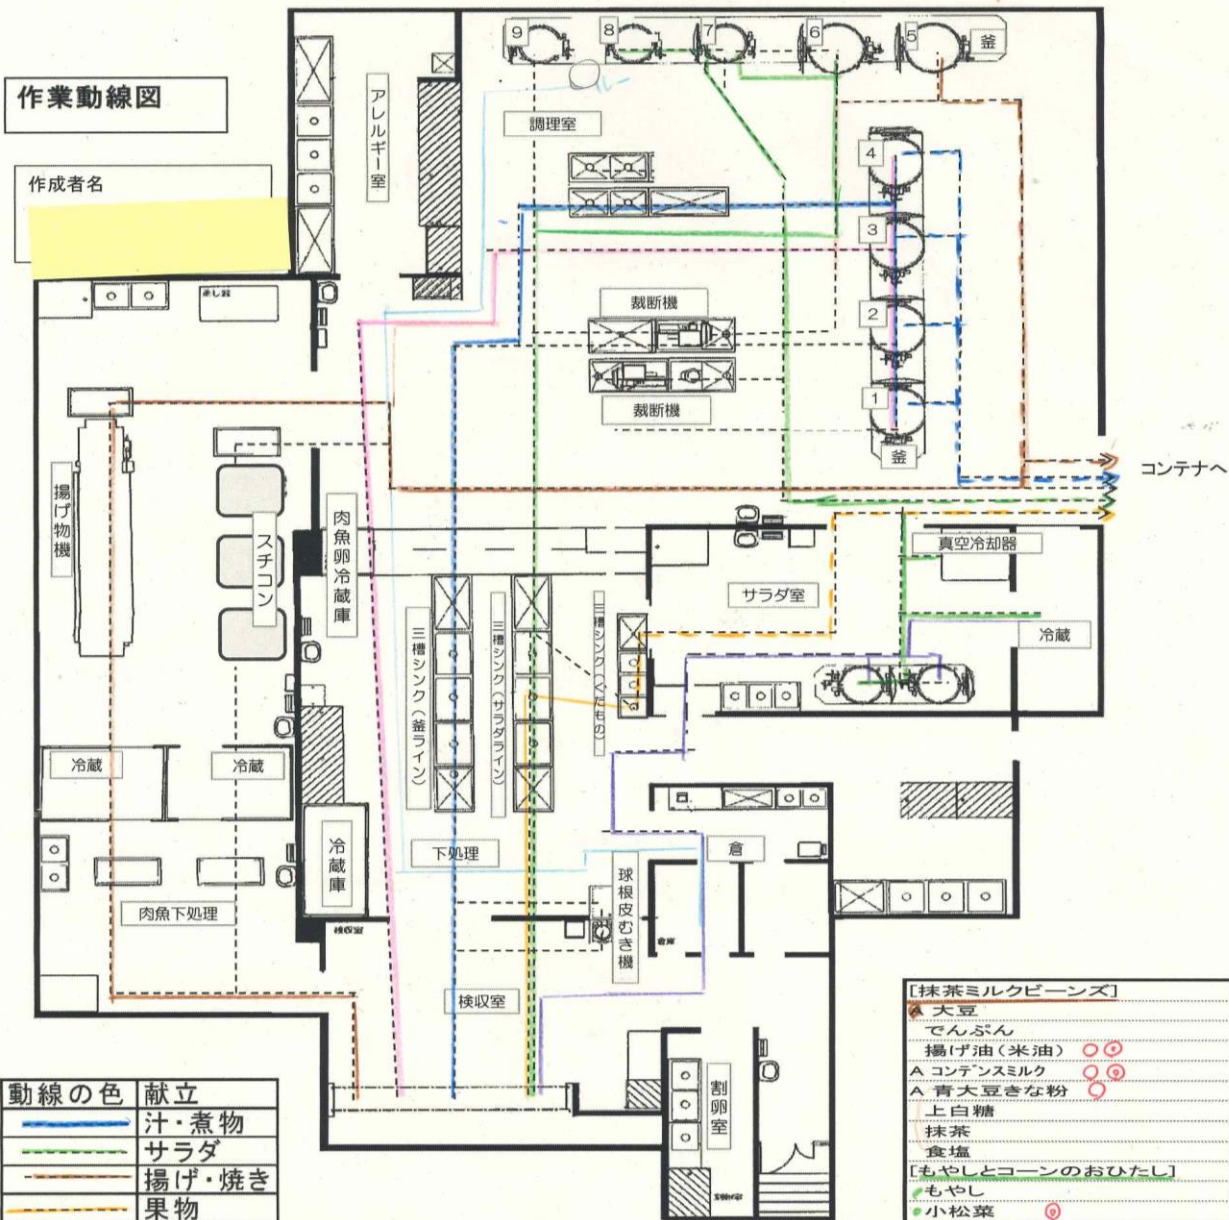 作業動線図
作成者名
アレルギー室
9
8
7
6
5
釜
調理室
4
3
2
1
釜
蒸し器
裁断機
裁断機
コンテナへ
揚げ物機
スチコン
肉魚卵冷蔵庫
三槽シンク（釜ライン）
三槽シンク（サラダライン）
三槽シンク（くだもの）
サラダ室
真空冷却器
冷蔵
冷蔵
冷蔵
冷蔵庫
下処理
球根皮むき機
倉
倉庫
肉魚下処理
検収室
検収室
割卵室
動線の色 献立
汁・煮物
サラダ
揚げ・焼き
果物
[抹茶ミルクビーンズ]
A 大豆
でんぷん
揚げ油(米油)
A コンデンスミルク
A 青大豆きな粉
上白糖
抹茶
食塩
[もやしとコーンのおひたし]
もやし
小松菜